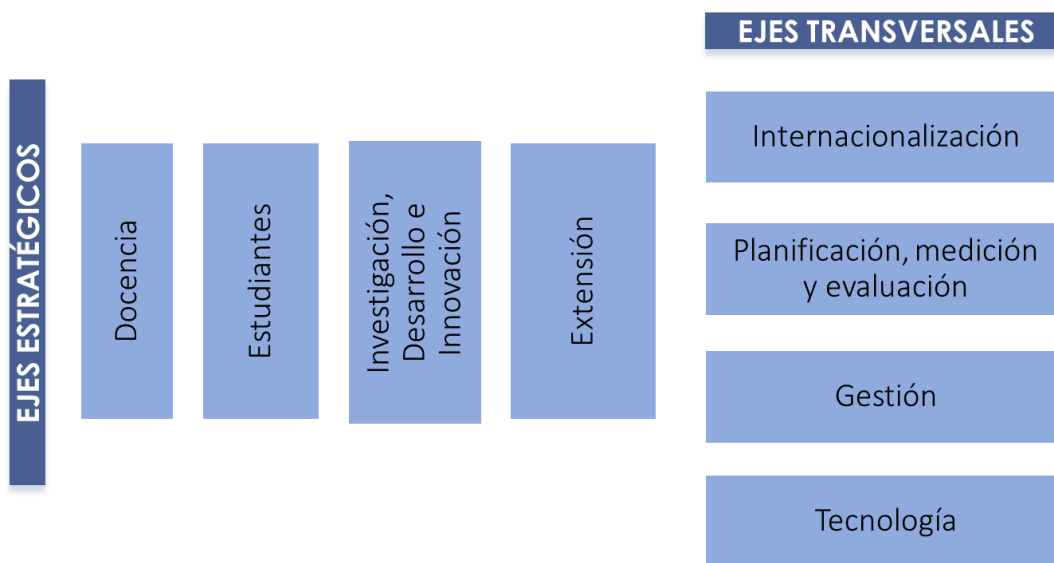 EJES ESTRATÉGICOS
Docencia
Estudiantes
Investigación,
Desarrollo e
Innovación
Extensión
EJES TRANSVERSALES
Internacionalización
Planificación, medición
y evaluación
Gestión
Tecnología